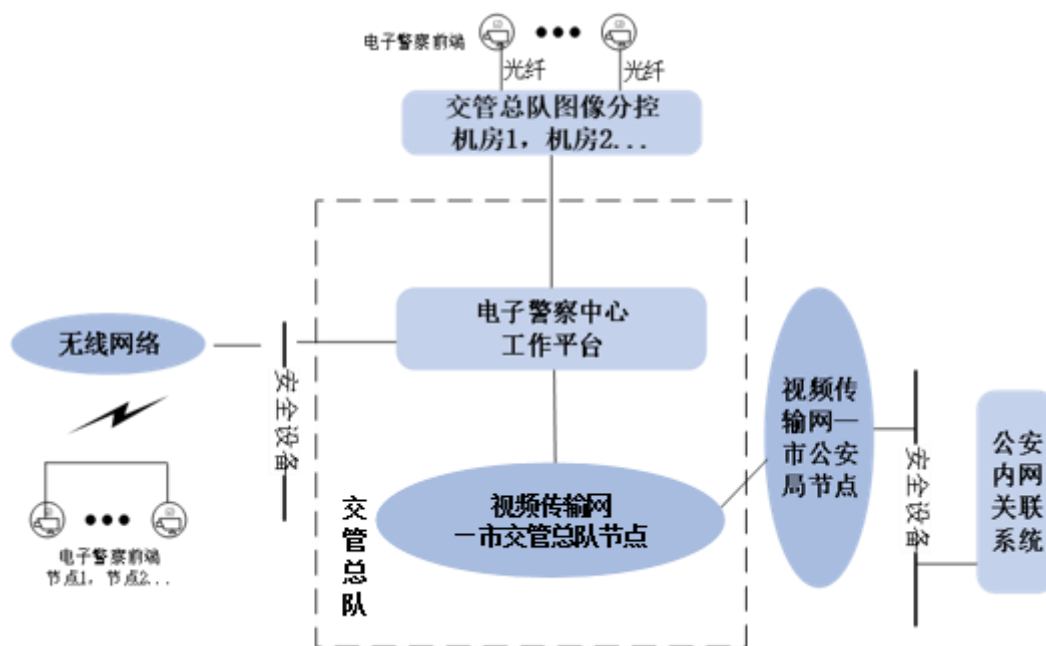 电子警察前端
光纤
光纤
交管总队图像分控
机房1，机房2...
电子警察中心
工作平台
无线网络
安全设备
电子警察前端
节点1，节点2...
交管总队
视频传输网
－市交管总队节点
视频传
输网—
市公安
局节点
安全设备
公安
内网
关联
系统